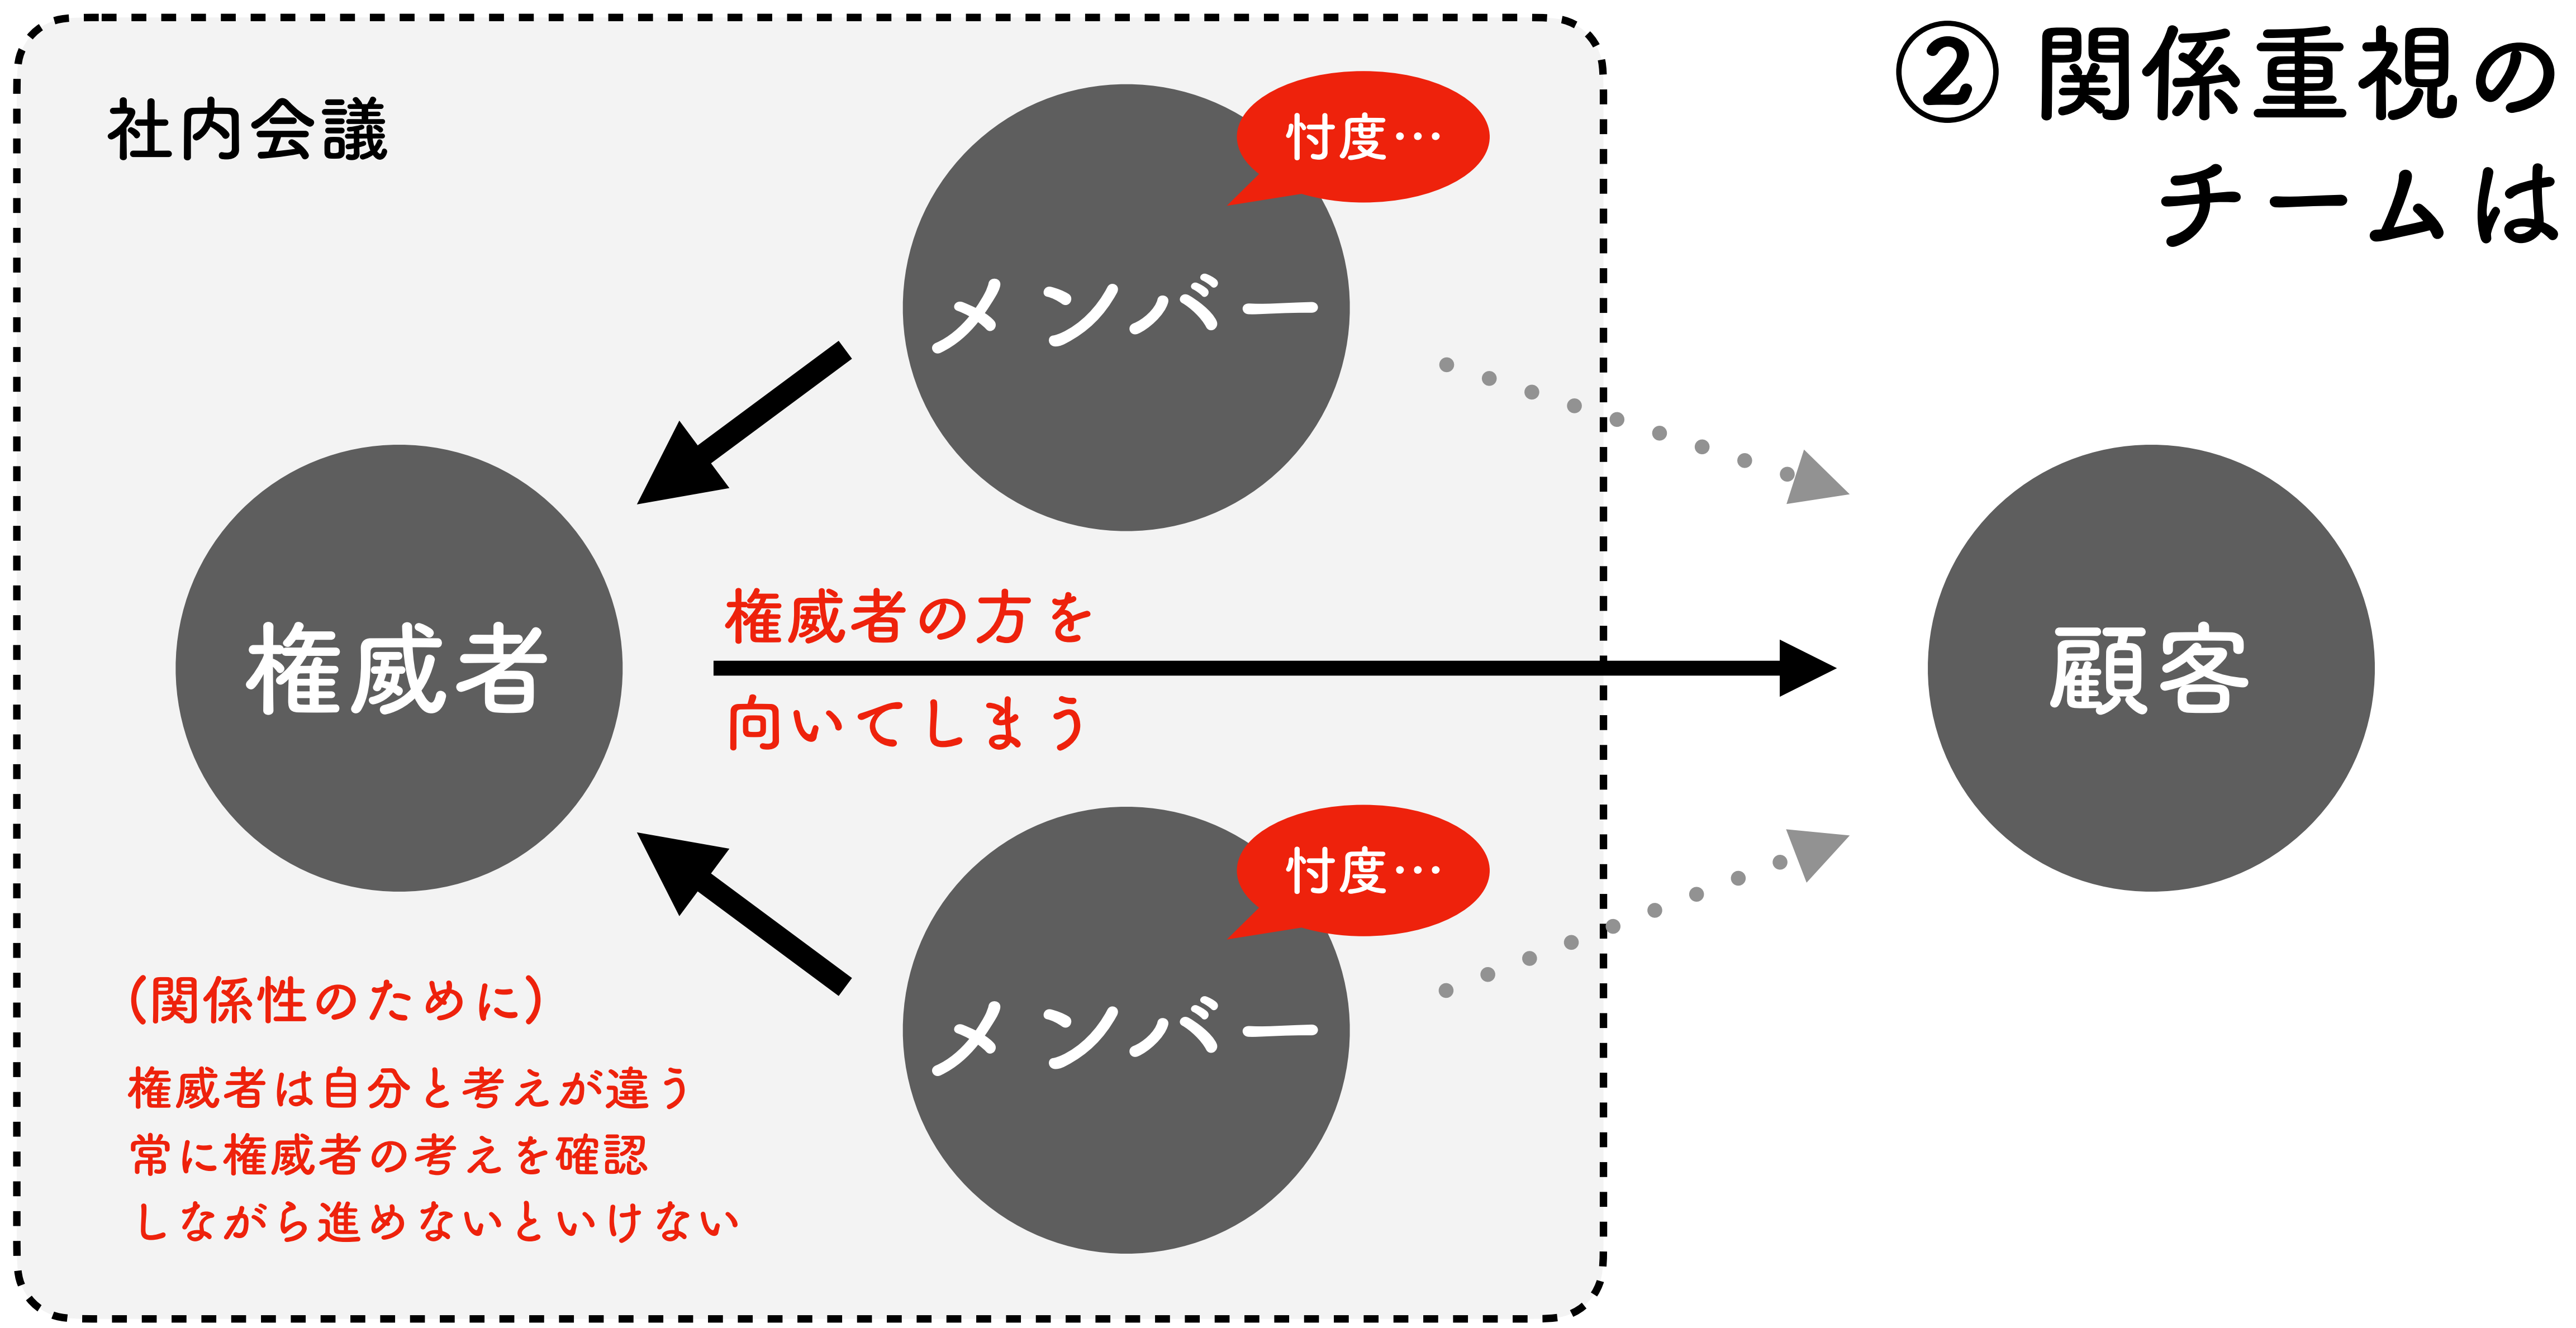 ② 関係重視の
チームは
社内会議
忖度…
メンバー
権威者の方を
向いてしまう
権威者
顧客
忖度…
メンバー
(関係性のために)
権威者は自分と考えが違う
常に権威者の考えを確認
しながら進めないといけない